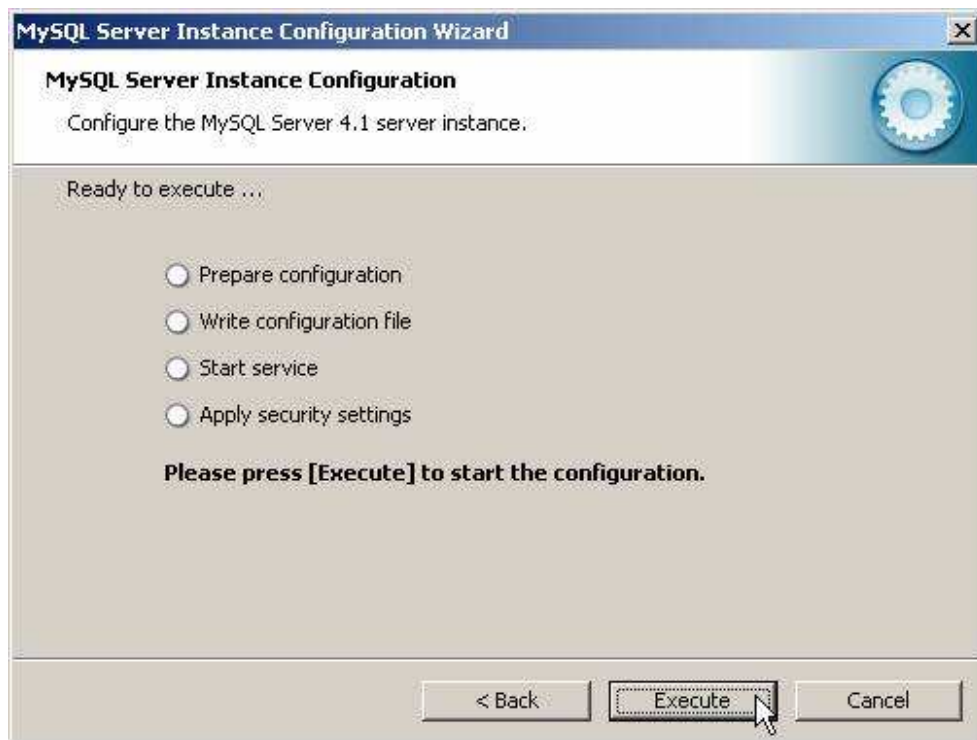 MySQL Server Instance Configuration Wizard
MySQL Server Instance Configuration
Configure the MySQL Server 4.1 server instance.
Ready to execute ...
Prepare configuration
Write configuration file
Start service
Apply security settings
Please press [Execute] to start the configuration.
< Back Execute Cancel